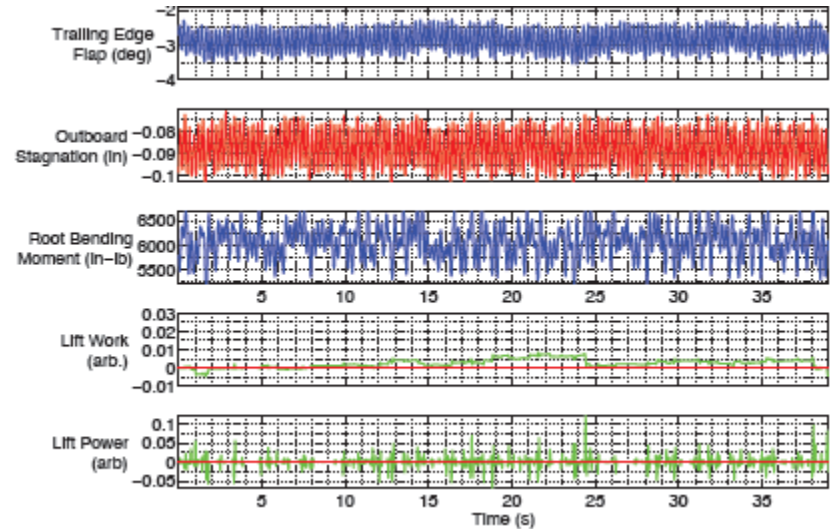 −2
Trailing Edge
Flap (deg)
−3
−4
Outboard
Stagnation (in)
−0.08
−0.09
−0.1
Root Bending
Moment (in−lb)
6500
6000
5500
5 10 15 20 25 30 35
Lift Work
(arb.)
0.03
0.02
0.01
0
−0.01
Lift Power
(arb)
0.1
0.05
0
−0.05
5 10 15 20 25 30 35
Time (s)